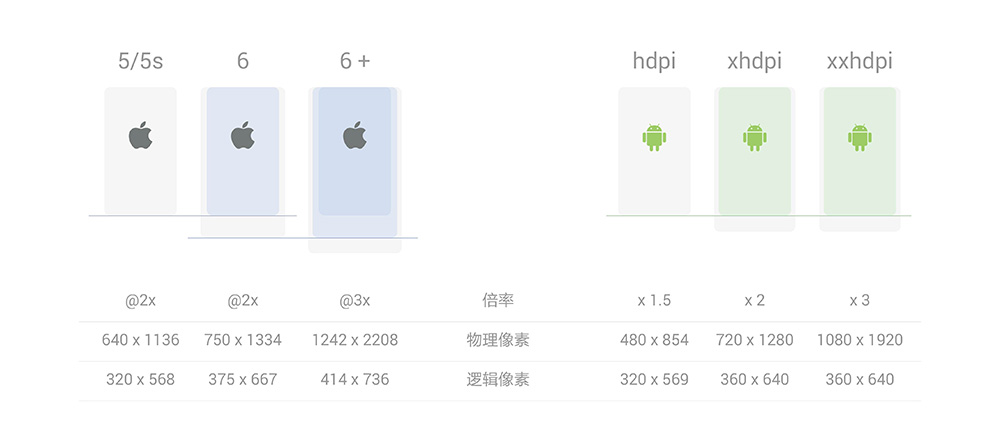 5/5s 6 6 + hdpi xhdpi xxhdpi
@2x @2x @3x 倍率 x 1.5 x 2 x 3
640 x 1136 750 x 1334 1242 x 2208 物理像素 480 x 854 720 x 1280 1080 x 1920
320 x 568 375 x 667 414 x 736 逻辑像素 320 x 569 360 x 640 360 x 640